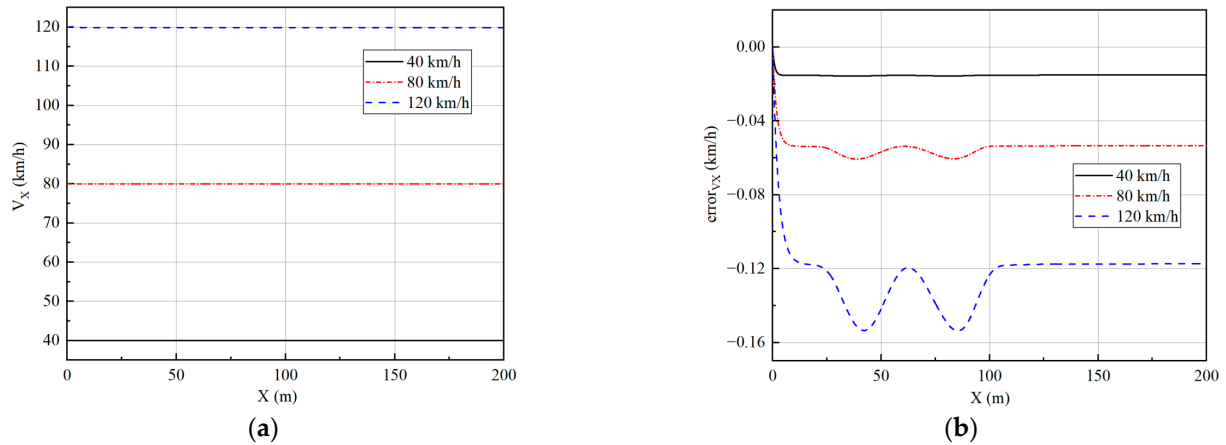 120
110
100
90
80
70
60
50
40
V_X (km/h)
40 km/h
80 km/h
120 km/h
0
50
100
150
200
X (m)
(a)
0.00
−0.04
−0.08
−0.12
−0.16
error_VX (km/h)
40 km/h
80 km/h
120 km/h
0
50
100
150
200
X (m)
(b)